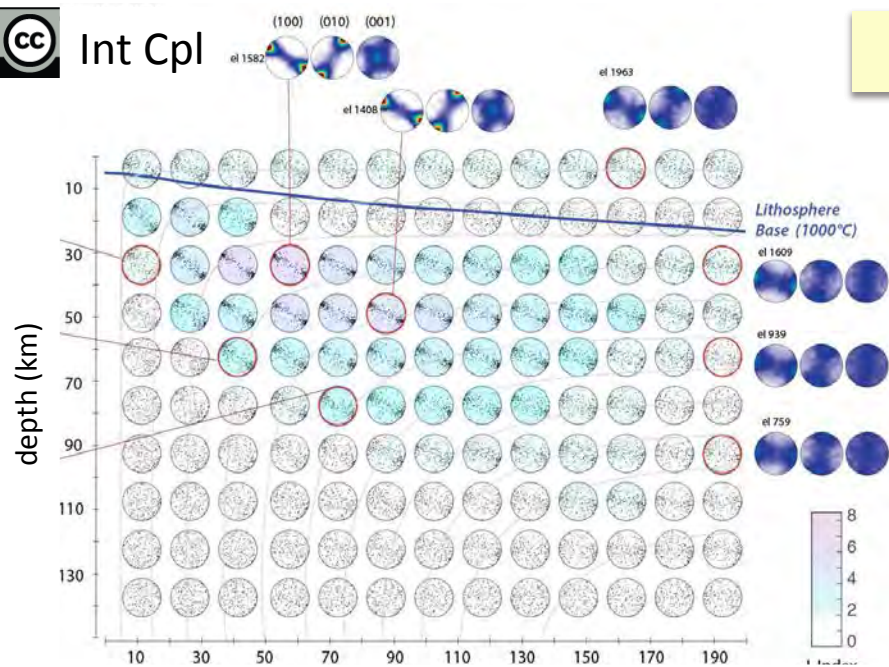 cc Int Cpl
(100) (010) (001)
el 1582
el 1408
el 1963
10
30
50
70
90
110
130
depth (km)
Lithosphere
Base (1000°C)
el 1609
el 939
el 759
8
6
4
2
0
10 30 50 70 90 110 130 150 170 190